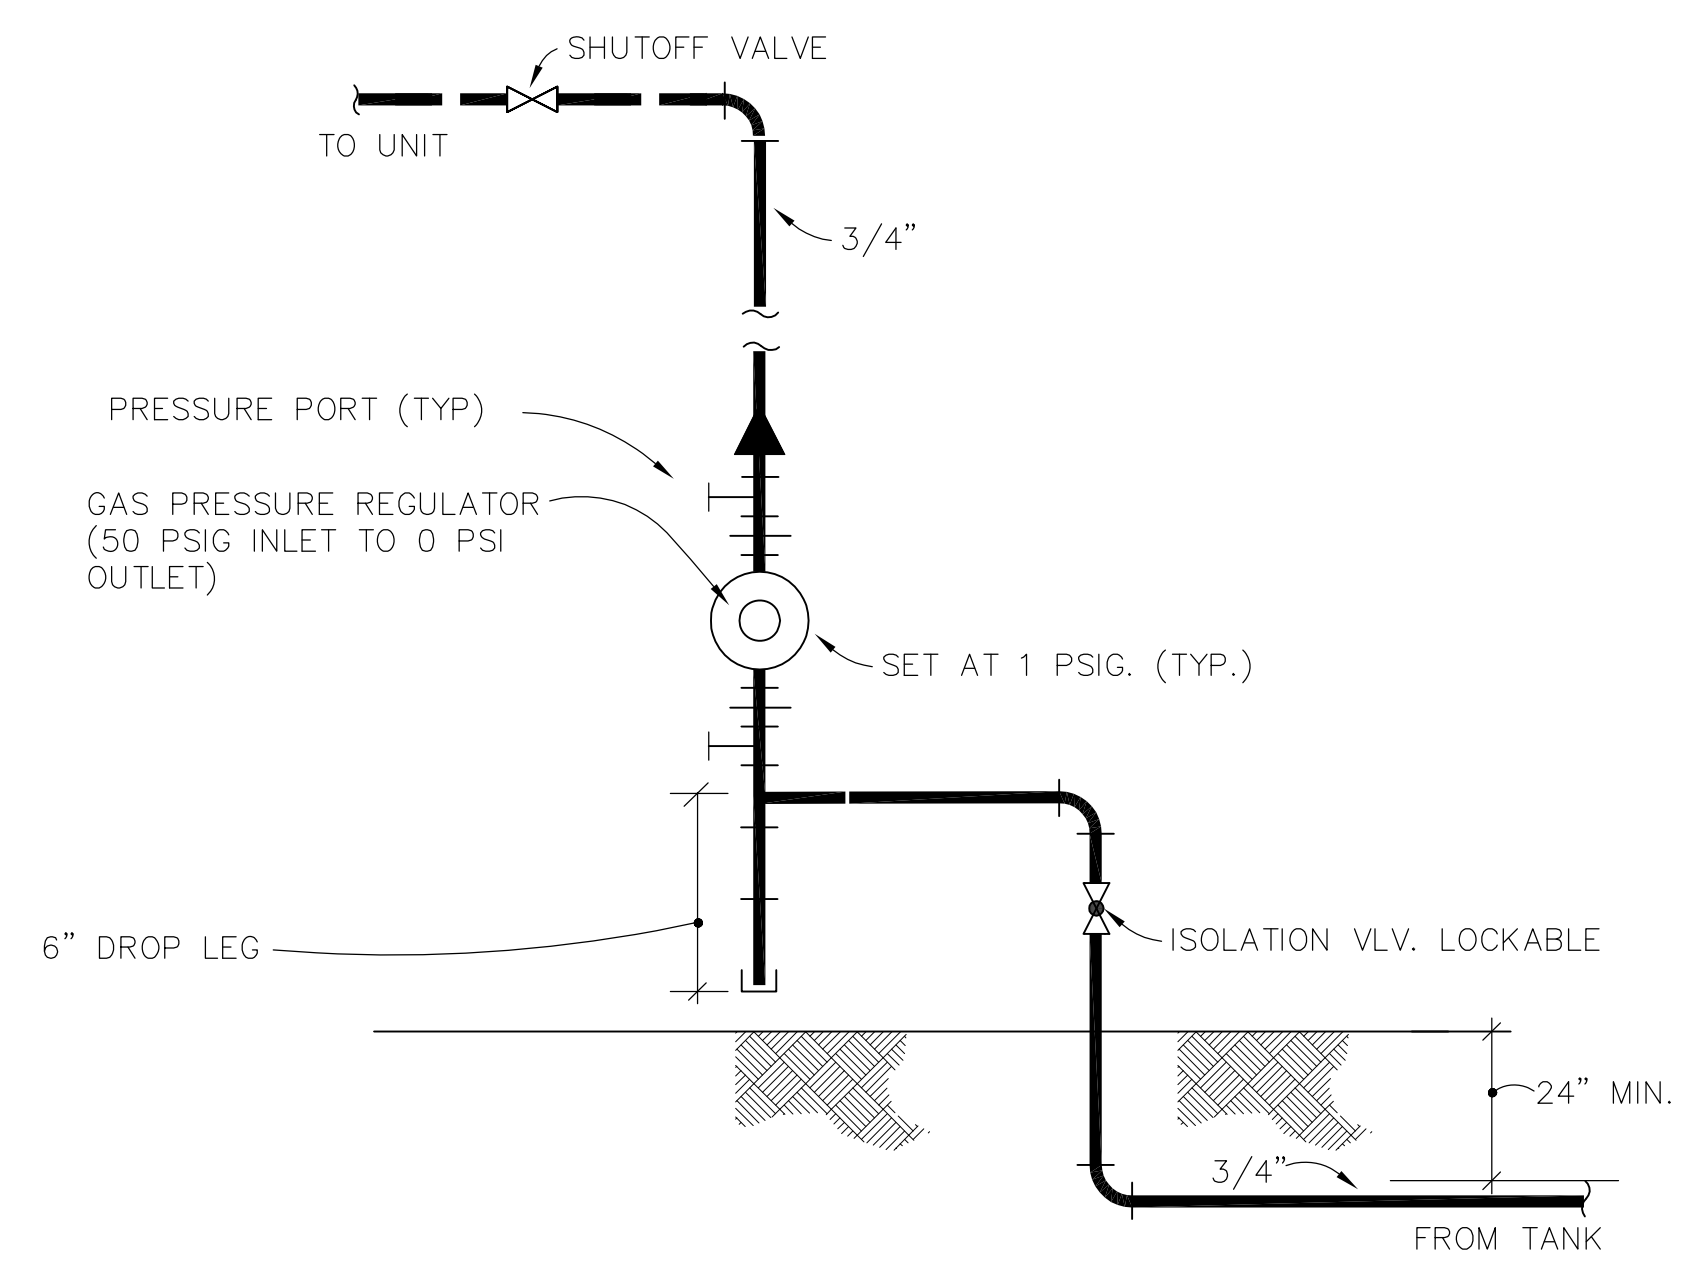 SHUTOFF VALVE
TO UNIT
3/4”
PRESSURE PORT (TYP)
GAS PRESSURE REGULATOR
(50 PSIG INLET TO 0 PSI
OUTLET)
SET AT 1 PSIG. (TYP.)
6” DROP LEG
ISOLATION VLV. LOCKABLE
24” MIN.
3/4”
FROM TANK